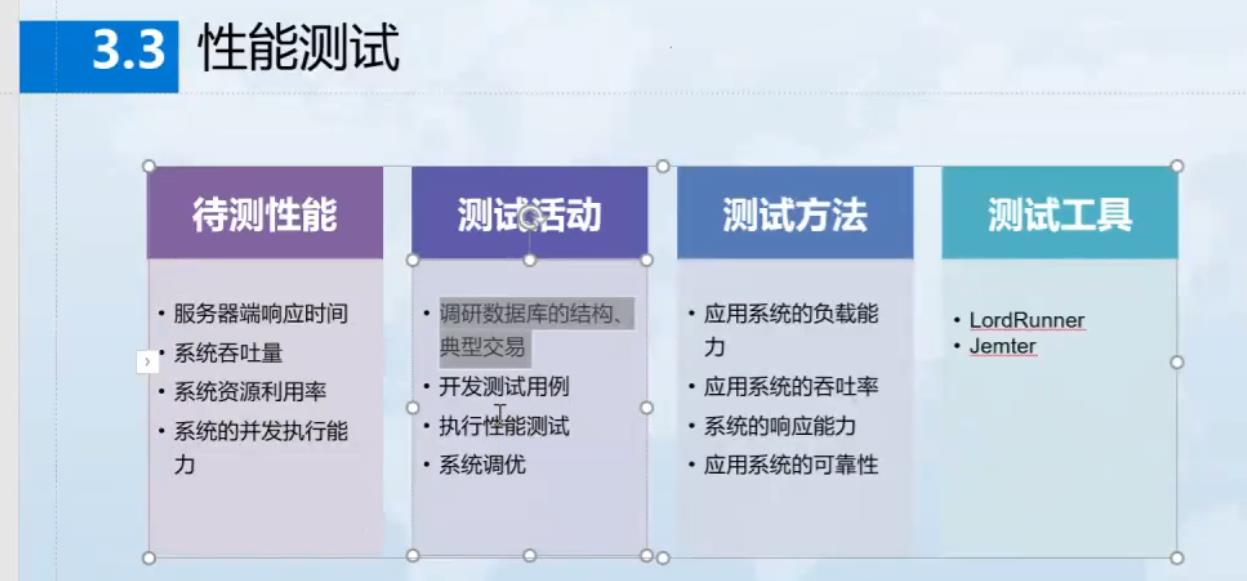 3.3 性能测试
待测性能
• 服务器端响应时间
• 系统吞吐量
• 系统资源利用率
• 系统的并发执行能
力
测试活动
• 调研数据库的结构、
典型交易
• 开发测试用例
• 执行性能测试
• 系统调优
测试方法
• 应用系统的负载能
力
• 应用系统的吞吐率
• 系统的响应能力
• 应用系统的可靠性
测试工具
• LordRunner
• Jemter